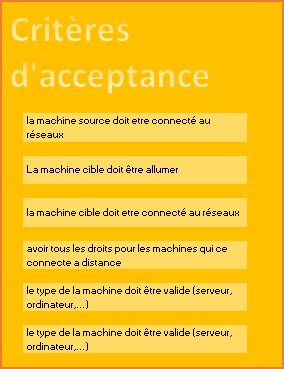 Critères
d'acceptance
la machine source doit etre connecté au
réseaux
La machine cible doit être allumer
la machine cible doit etre connecté au réseaux
avoir tous les droits pour les machines qui ce
connecte a distance
le type de la machine doit être valide (serveur,
ordinateur,...)
le type de la machine doit être valide (serveur,
ordinateur,...)